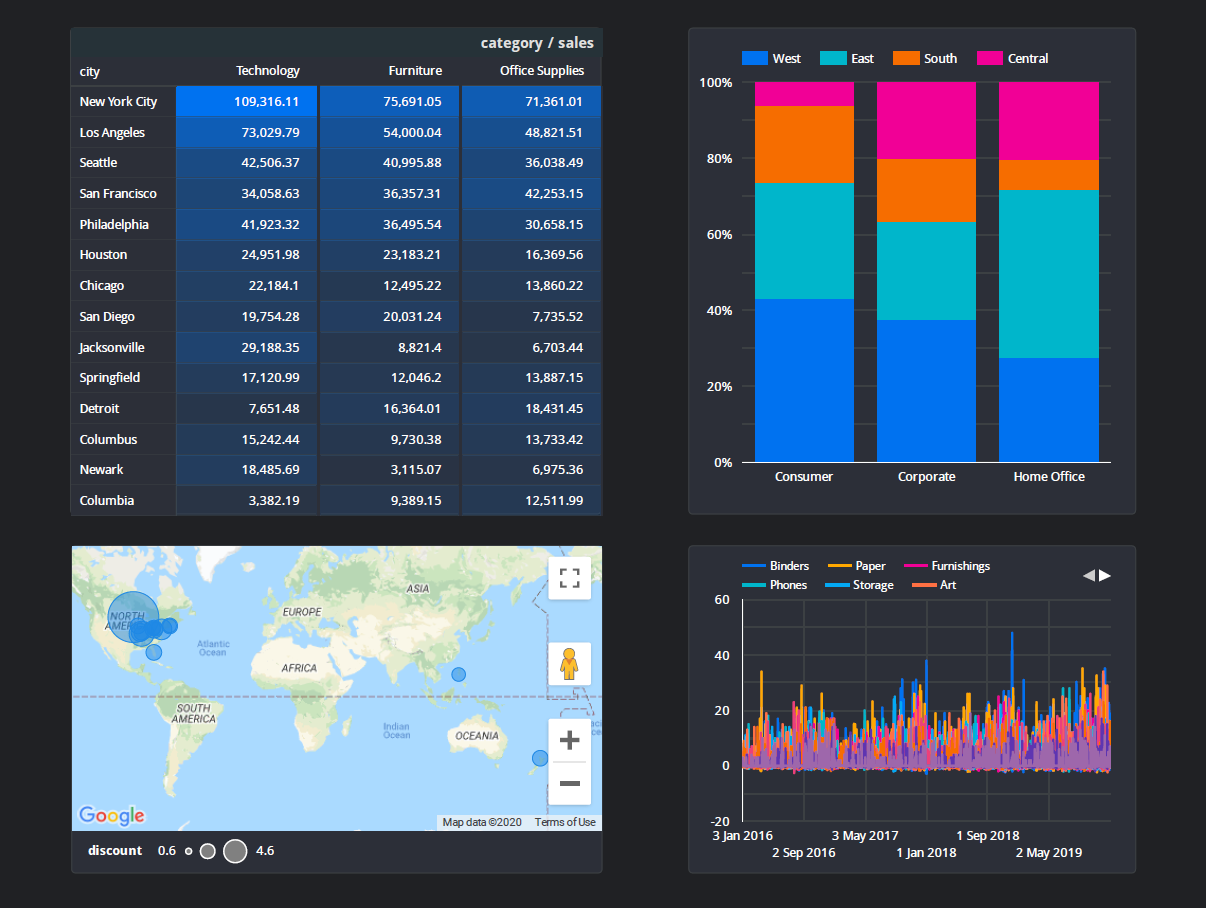 category / sales
city Technology Furniture Office Supplies
New York City 109,316.11 75,691.05 71,361.01
Los Angeles 73,029.79 54,000.04 48,821.51
Seattle 42,506.37 40,995.88 36,038.49
San Francisco 34,058.63 36,357.31 42,253.15
Philadelphia 41,923.32 36,495.54 30,658.15
Houston 24,951.98 23,183.21 16,369.56
Chicago 22,184.1 12,495.22 13,860.22
San Diego 19,754.28 20,031.24 7,735.52
Jacksonville 29,188.35 8,821.4 6,703.44
Springfield 17,120.99 12,046.2 13,887.15
Detroit 7,651.48 16,364.01 18,431.45
Columbus 15,242.44 9,730.38 13,733.42
Newark 18,485.69 3,115.07 6,975.36
Columbia 3,382.19 9,389.15 12,511.99
West East South Central
100%
80%
60%
40%
20%
0%
Consumer Corporate Home Office
ASIA
EUROPE
NORTH
Atlantic
Ocean
AFRICA
SOUTH
AMERICA
Indian
Ocean
OCEANIA
Google
Map data ©2020 Terms of Use
discount 0.6 4.6
Binders Paper Furnishings
Phones Storage Art
60
40
20
0
-20
3 Jan 2016 3 May 2017 1 Sep 2018
2 Sep 2016 1 Jan 2018 2 May 2019